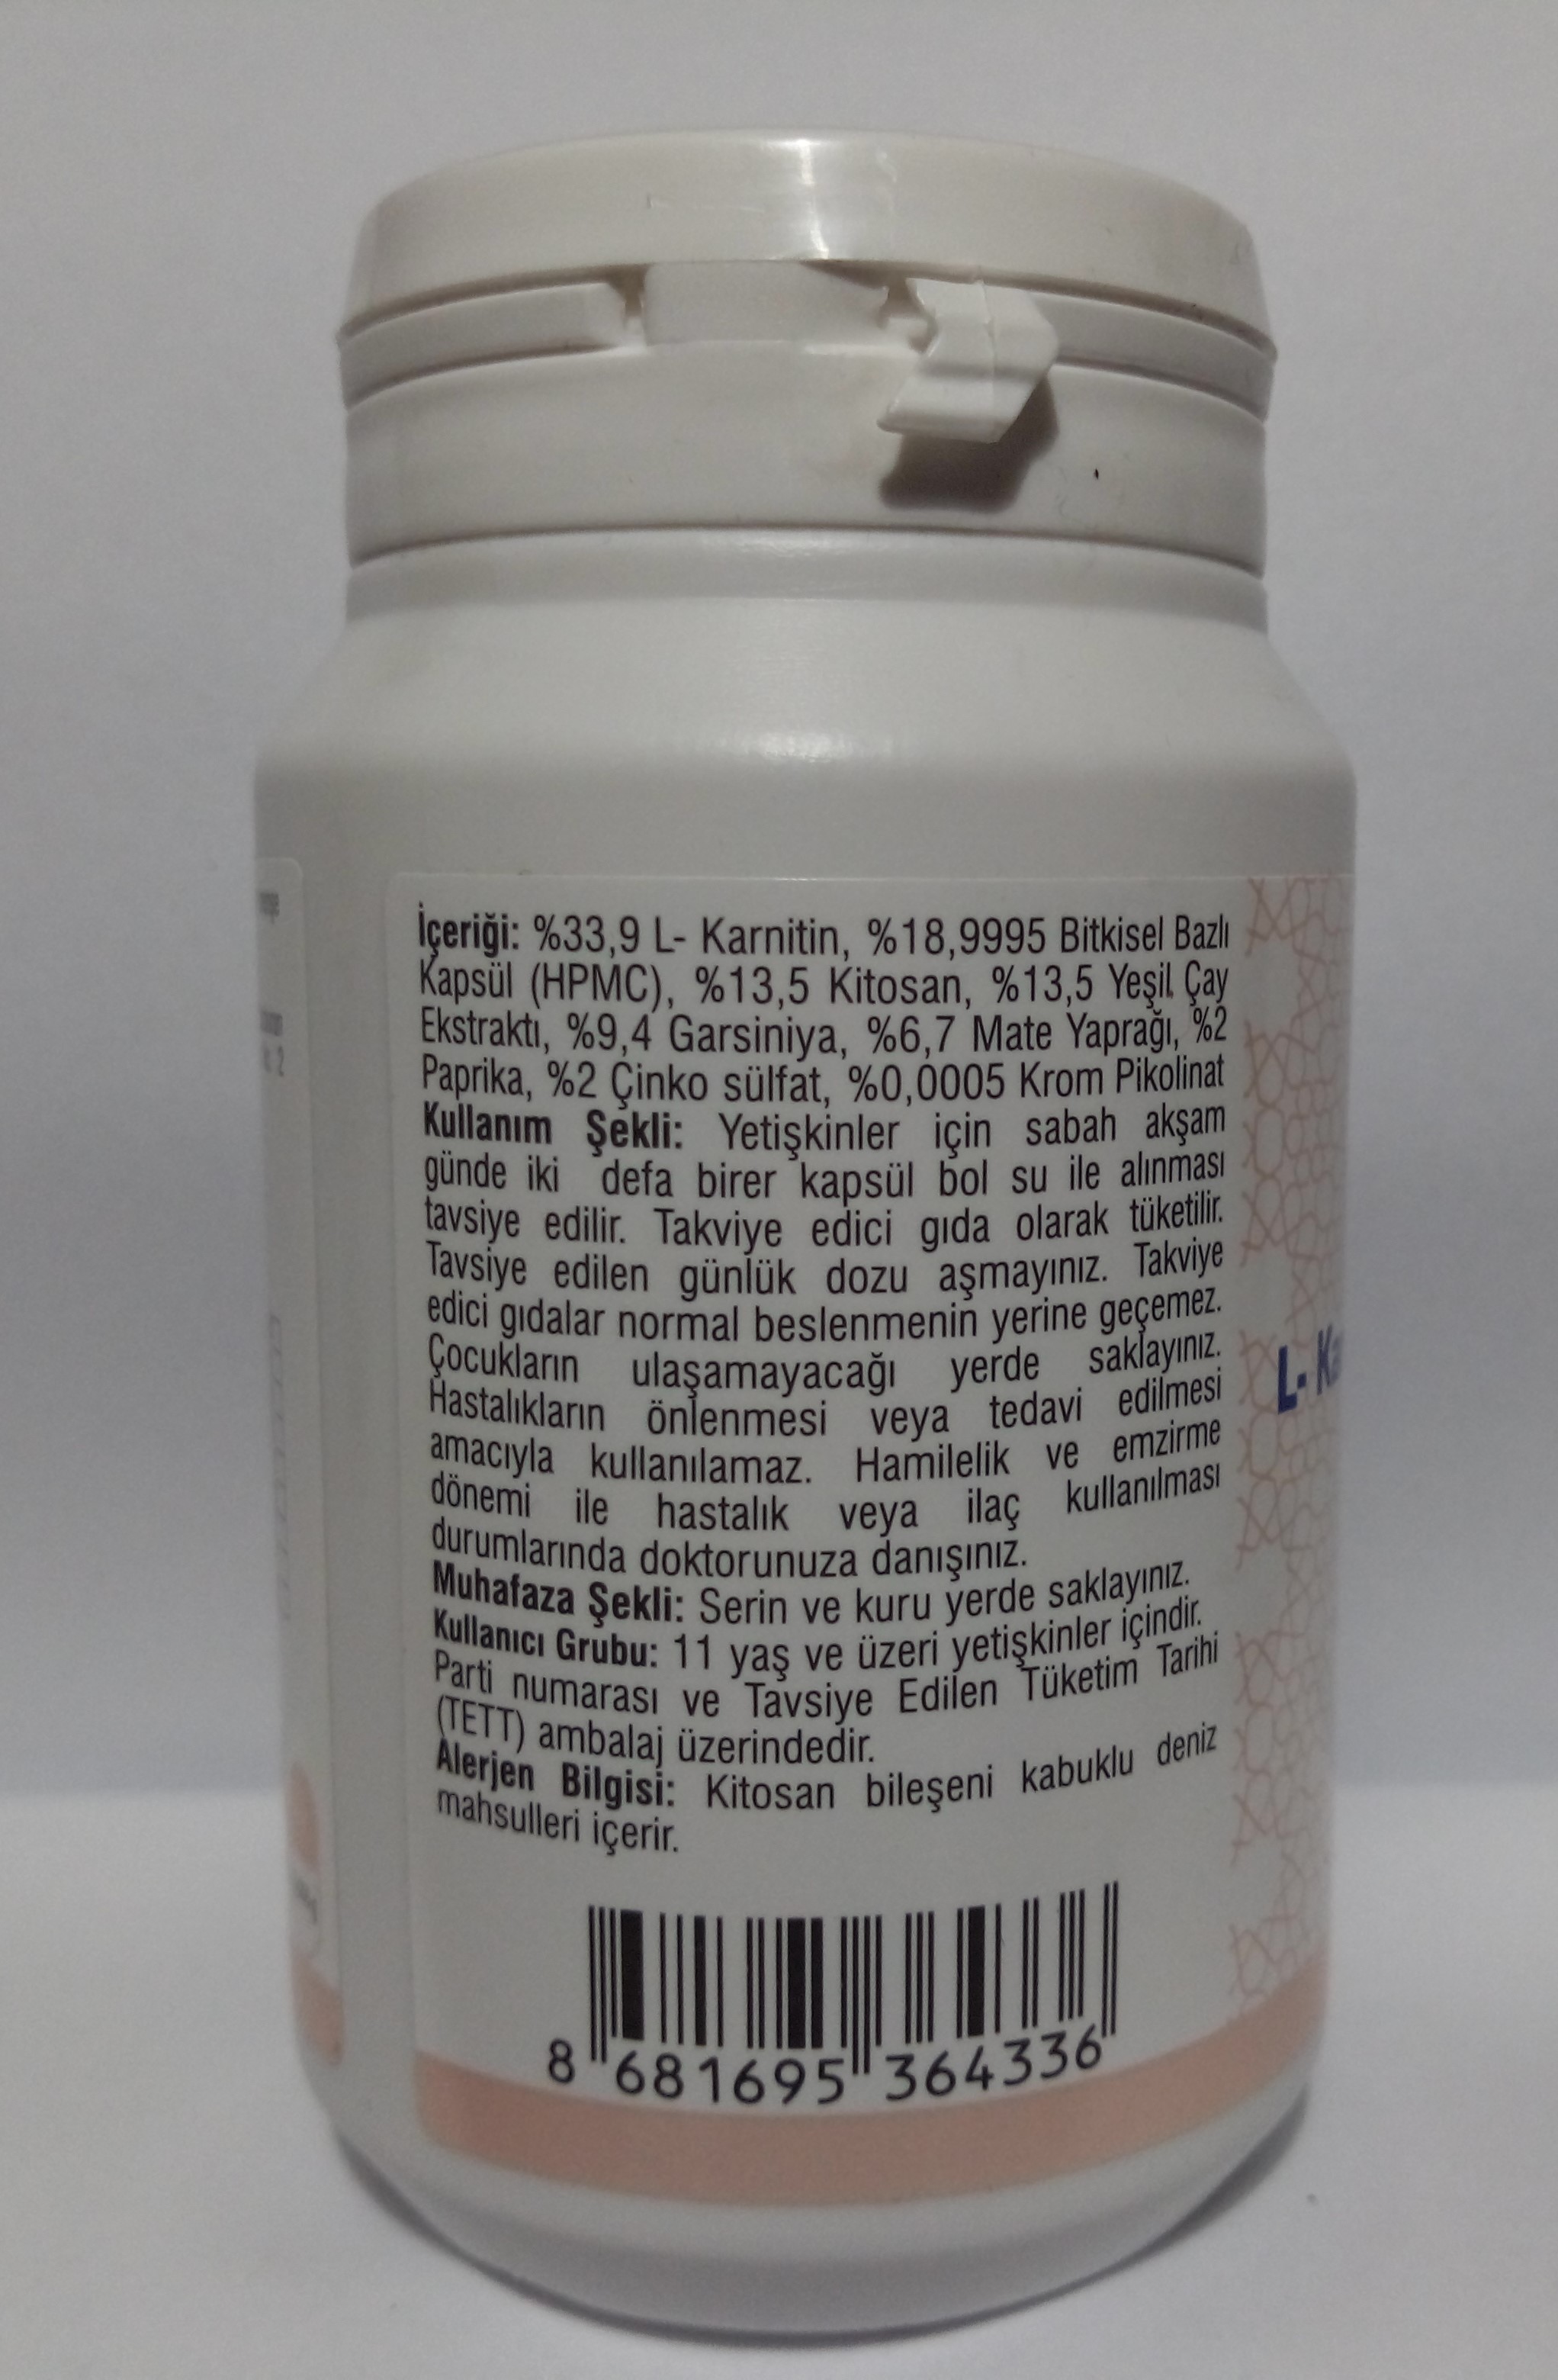 İçeriği: %33,9 L- Karnitin, %18,9995 Bitkisel Bazlı
Kapsül (HPMC), %13,5 Kitosan, %13,5 Yeşil Çay
Ekstraktı, %9,4 Garsiniya, %6,7 Mate Yaprağı, %2
Paprika, %2 Çinko sülfat, %0,0005 Krom Pikolinat
Kullanım Şekli: Yetişkinler için sabah akşam
günde iki defa birer kapsül bol su ile alınması
tavsiye edilir. Takviye edici gıda olarak tüketilir.
Tavsiye edilen günlük dozu aşmayınız. Takviye
edici gıdalar normal beslenmenin yerine geçemez.
Çocukların ulaşamayacağı yerde saklayınız.
Hastalıkların önlenmesi veya tedavi edilmesi
amacıyla kullanılamaz. Hamilelik ve emzirme
dönemi ile hastalık veya ilaç kullanılması
durumlarında doktorunuza danışınız.
Muhafaza Şekli: Serin ve kuru yerde saklayınız.
Kullanıcı Grubu: 11 yaş ve üzeri yetişkinler içindir.
Parti numarası ve Tavsiye Edilen Tüketim Tarihi
(TETT) ambalaj üzerindedir.
Alerjen Bilgisi: Kitosan bileşeni kabuklu deniz
mahsulleri içerir.
8 681695 364336
L- Ka